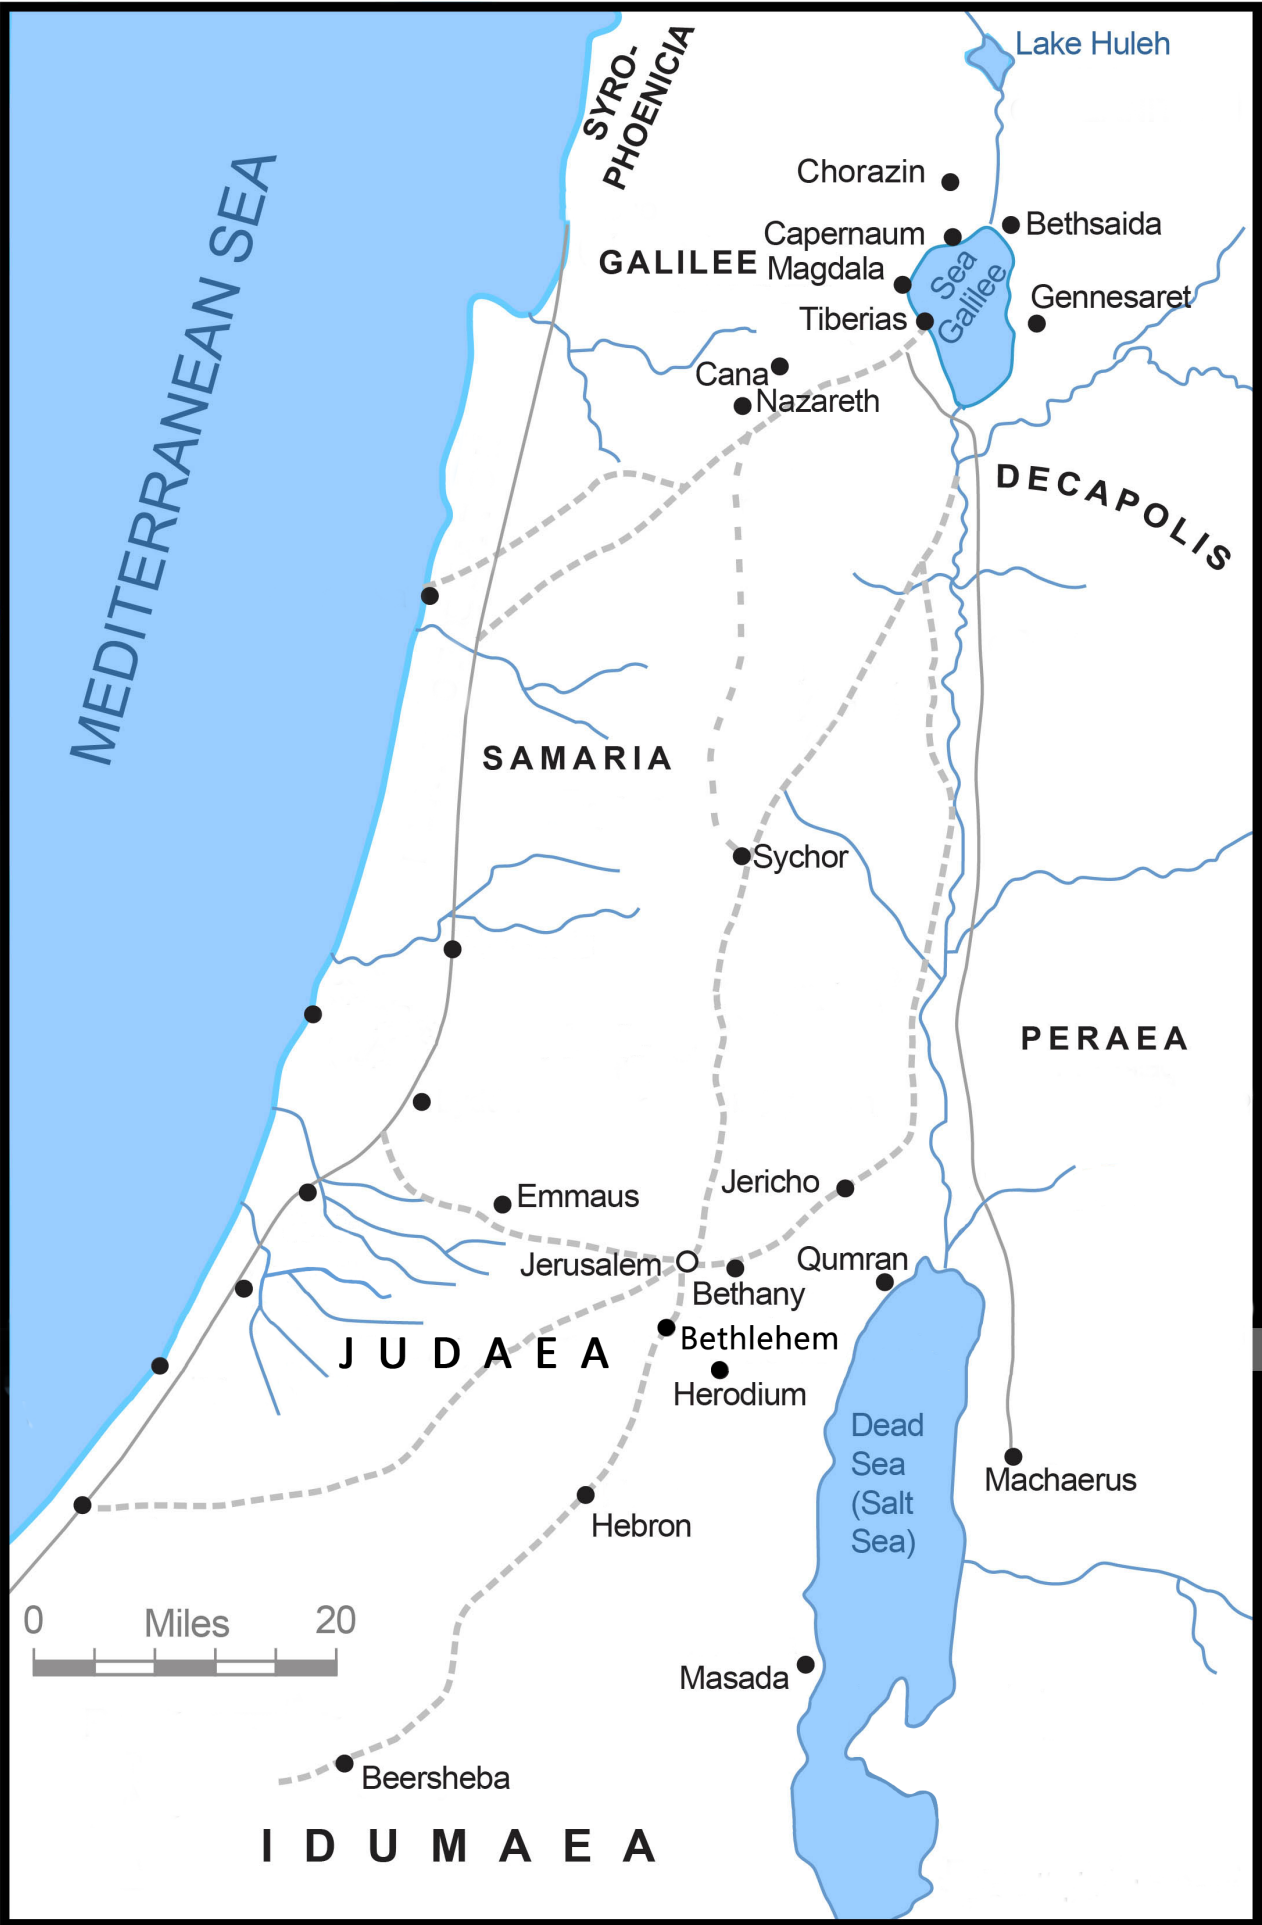 Lake Huleh
SYRO-
PHOENICIA
MEDITERRANEAN SEA
Chorazin
Bethsaida
Capernaum
GALILEE
Magdala
Sea
Galilee
Gennesaret
Tiberias
Cana
Nazareth
DECAPOLIS
SAMARIA
Sychor
PERAEA
Jericho
Emmaus
Jerusalem
Qumran
Bethany
Bethlehem
JUDAEA
Herodium
Dead
Sea
(Salt
Sea)
Machaerus
Hebron
0 Miles 20
Masada
Beersheba
IDUMAEA